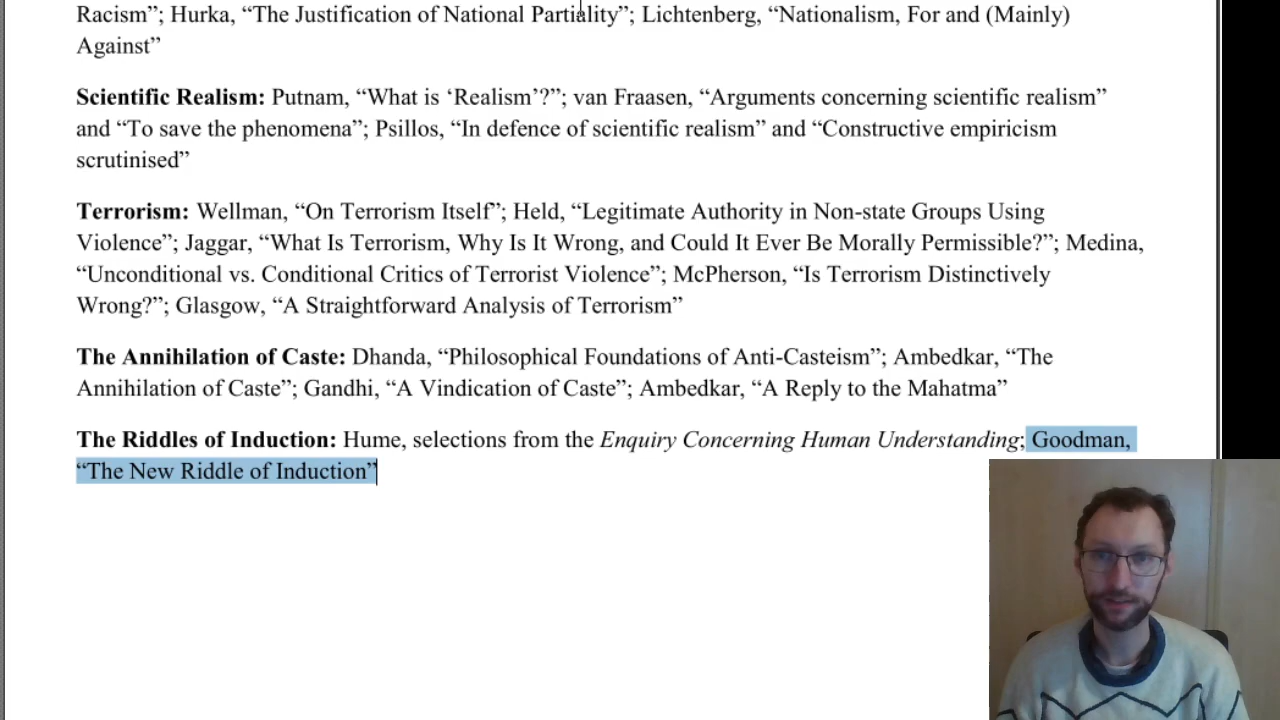 Racism”; Hurka, “The Justification of National Partiality”; Lichtenberg, “Nationalism, For and (Mainly)
Against”
Scientific Realism: Putnam, “What is ‘Realism’?”; van Fraasen, “Arguments concerning scientific realism”
and “To save the phenomena”; Psillos, “In defence of scientific realism” and “Constructive empiricism
scrutinised”
Terrorism: Wellman, “On Terrorism Itself”; Held, “Legitimate Authority in Non-state Groups Using
Violence”; Jaggar, “What Is Terrorism, Why Is It Wrong, and Could It Ever Be Morally Permissible?”; Medina,
“Unconditional vs. Conditional Critics of Terrorist Violence”; McPherson, “Is Terrorism Distinctively
Wrong?”; Glasgow, “A Straightforward Analysis of Terrorism”
The Annihilation of Caste: Dhanda, “Philosophical Foundations of Anti-Casteism”; Ambedkar, “The
Annihilation of Caste”; Gandhi, “A Vindication of Caste”; Ambedkar, “A Reply to the Mahatma”
The Riddles of Induction: Hume, selections from the Enquiry Concerning Human Understanding; Goodman,
“The New Riddle of Induction”